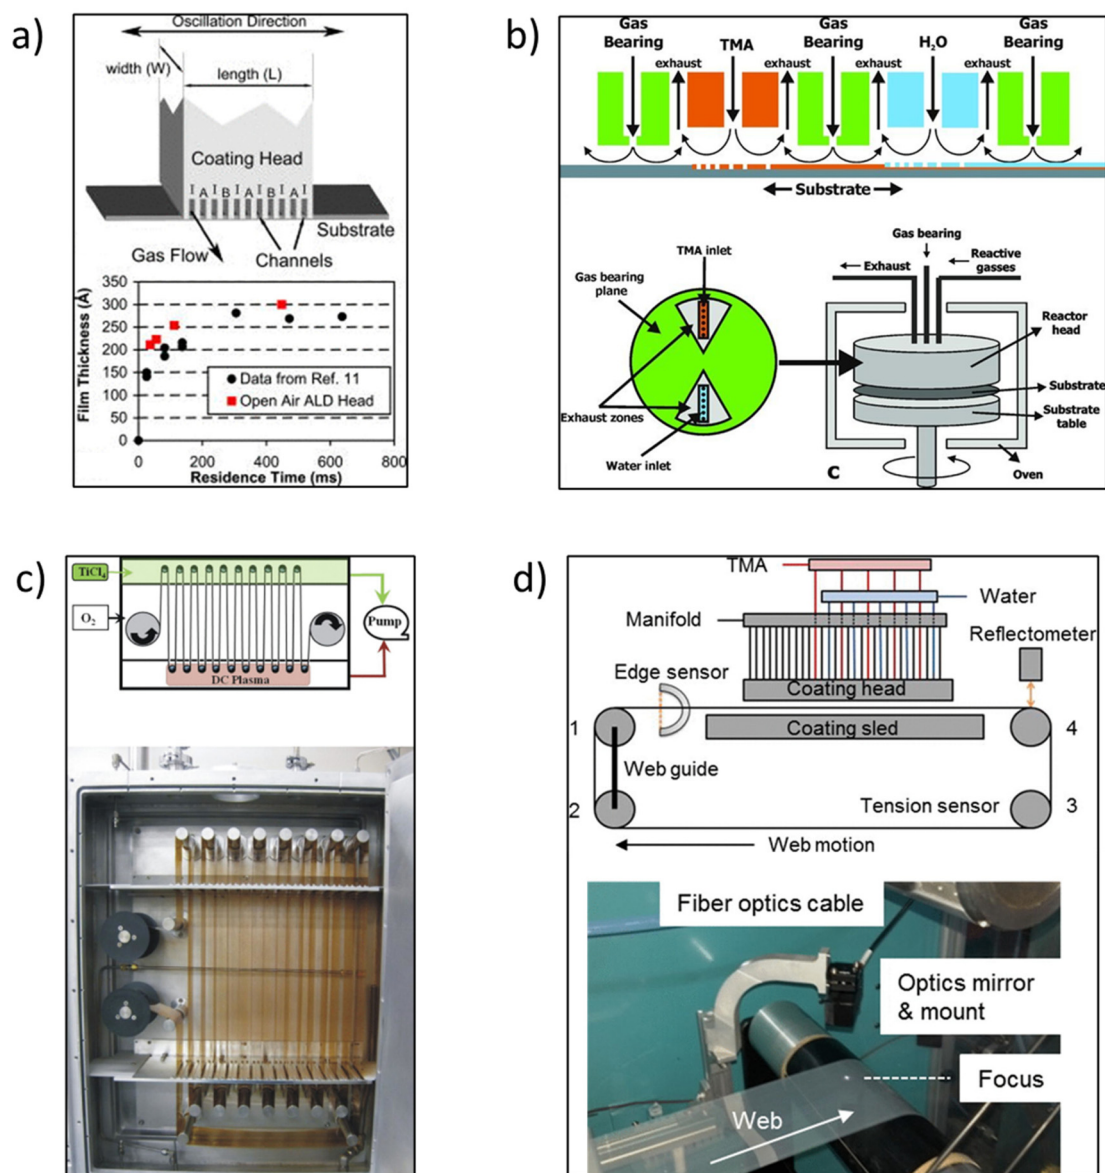 a)
Oscillation Direction
width (W)
length (L)
Coating Head
I A I B I A I B I A I
Substrate
Gas Flow
Channels
Film Thickness (Å)
350
300
250
200
150
100
50
0
Data from Ref. 11
Open Air ALD Head
0 200 400 600 800
Residence Time (ms)
b)
Gas Bearing
TMA
Gas Bearing
H₂O
Gas Bearing
exhaust
exhaust
exhaust
exhaust
Substrate
TMA inlet
Gas bearing
plane
Exhaust zones
Water inlet
Gas bearing
Exhaust
Reactive
gasses
Reactor
head
Substrate
Substrate
table
Oven
C
c)
TiCl₄
O₂
Pump
DC Plasma
d)
TMA
Water
Manifold
Reflectometer
Edge sensor
Coating head
1
Coating sled
4
Web guide
2
Tension sensor
3
Web motion
Fiber optics cable
Optics mirror
& mount
Focus
Web